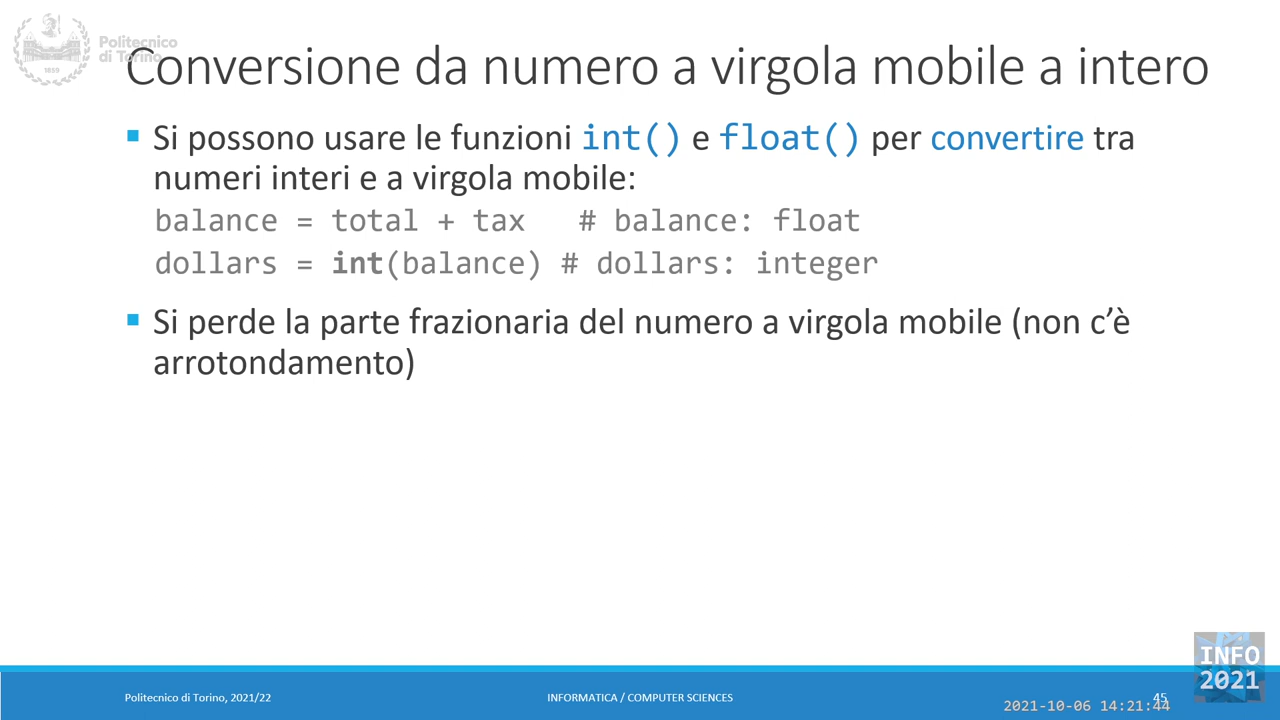 Politecnico
di Torino
1859
Conversione da numero a virgola mobile a intero
▪ Si possono usare le funzioni int() e float() per convertire tra
numeri interi e a virgola mobile:
balance = total + tax   # balance: float
dollars = int(balance) # dollars: integer
▪ Si perde la parte frazionaria del numero a virgola mobile (non c’è
arrotondamento)
INFO
2021
Politecnico di Torino, 2021/22
INFORMATICA / COMPUTER SCIENCES
45
2021-10-06 14:21:44